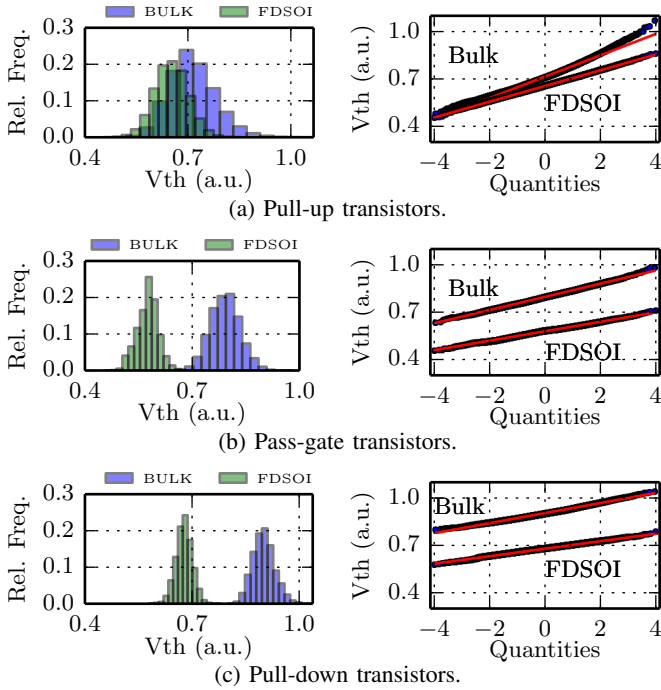 BULK FDSOI
Rel. Freq.
0.3
0.2
0.1
0.0
0.4 0.7 1.0
Vth (a.u.)
Vth (a.u.)
1.0
0.7
0.4
Bulk
FDSOI
−4 −2 0 2 4
Quantities
(a) Pull-up transistors.
BULK FDSOI
Rel. Freq.
0.3
0.2
0.1
0.0
0.4 0.7 1.0
Vth (a.u.)
Vth (a.u.)
1.0
0.7
0.4
Bulk
FDSOI
−4 −2 0 2 4
Quantities
(b) Pass-gate transistors.
BULK FDSOI
Rel. Freq.
0.3
0.2
0.1
0.0
0.4 0.7 1.0
Vth (a.u.)
Vth (a.u.)
1.0
0.7
0.4
Bulk
FDSOI
−4 −2 0 2 4
Quantities
(c) Pull-down transistors.